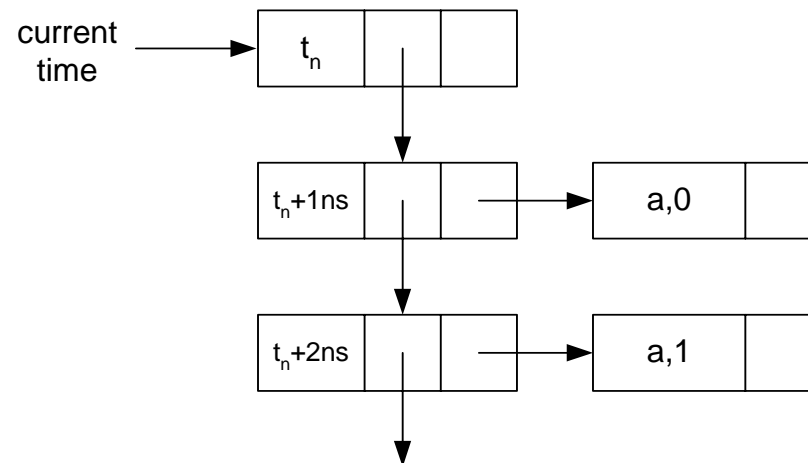 current
time
tₙ
tₙ+1ns
a,0
tₙ+2ns
a,1